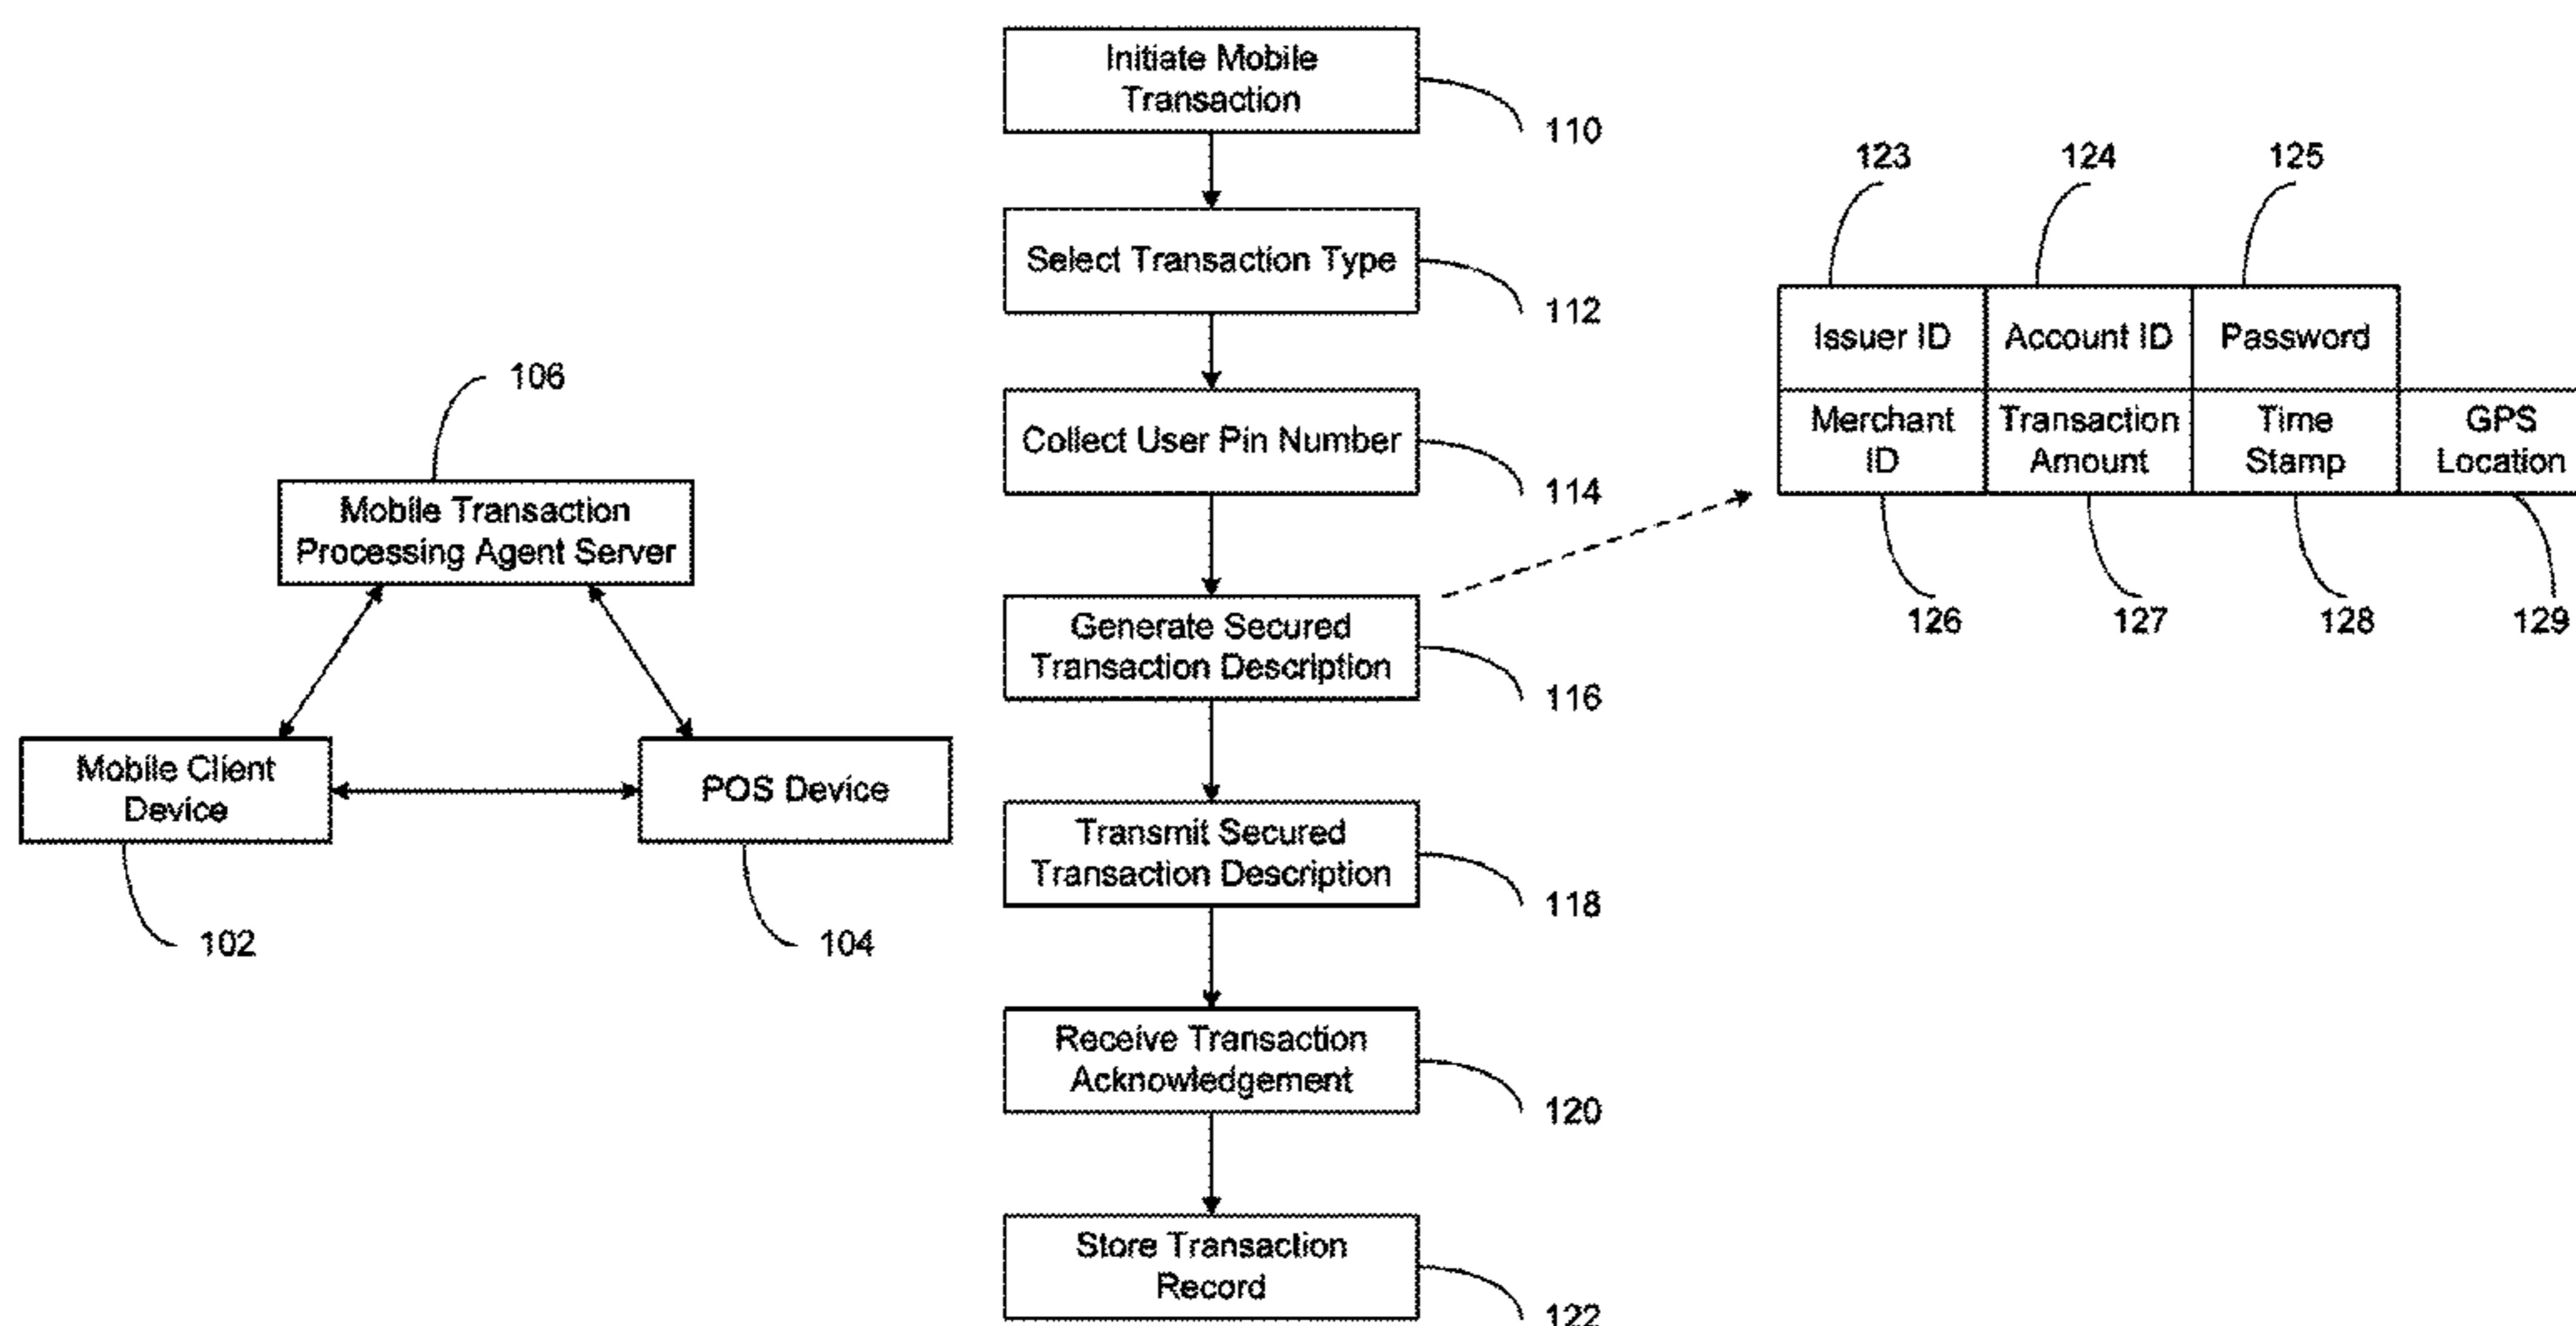 106
Mobile Transaction
Processing Agent Server
Mobile Client
Device
POS Device
102
104
Initiate Mobile
Transaction
110
Select Transaction Type
112
Collect User Pin Number
114
Generate Secured
Transaction Description
116
Transmit Secured
Transaction Description
118
Receive Transaction
Acknowledgement
120
Store Transaction
Record
122
123
124
125
Issuer ID
Account ID
Password
Merchant
ID
Transaction
Amount
Time
Stamp
GPS
Location
126
127
128
129